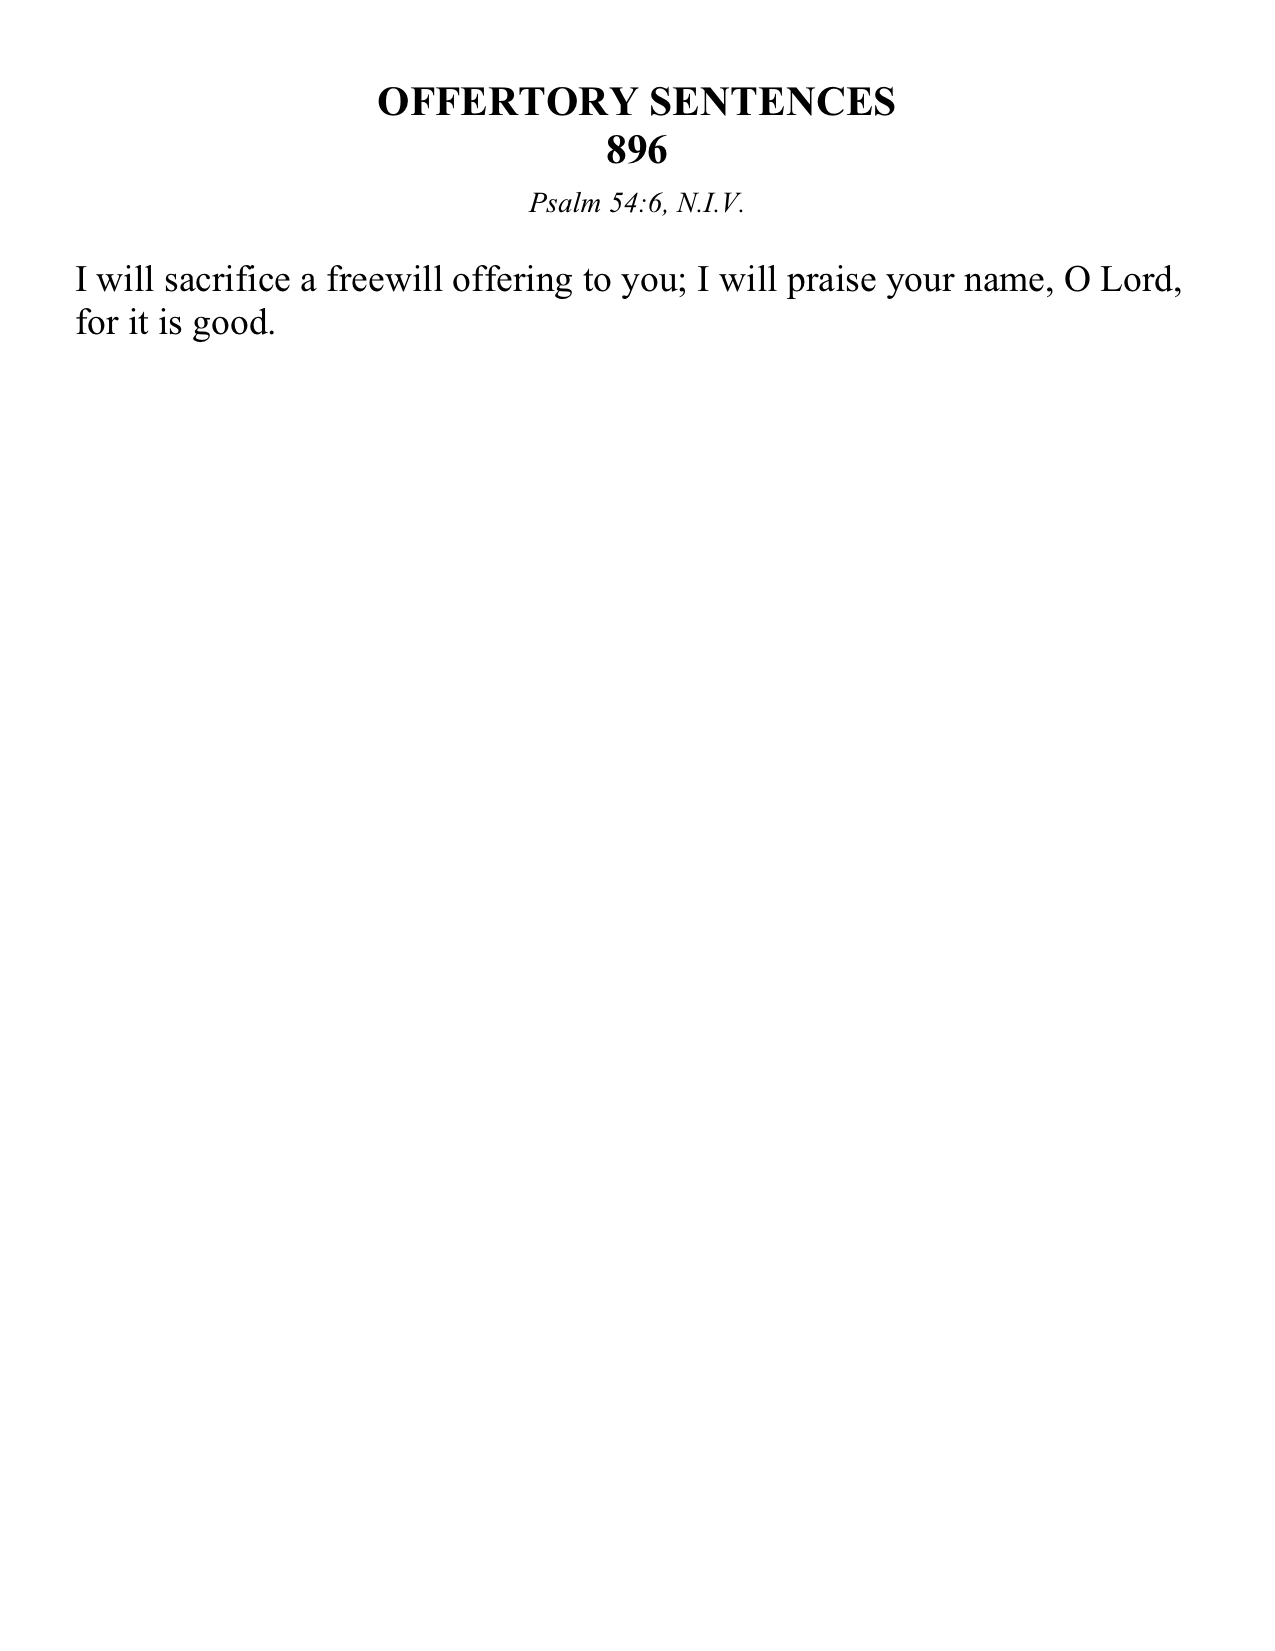 OFFERTORY SENTENCES
896
Psalm 54:6, N.I.V.
I will sacrifice a freewill offering to you; I will praise your name, O Lord,
for it is good.